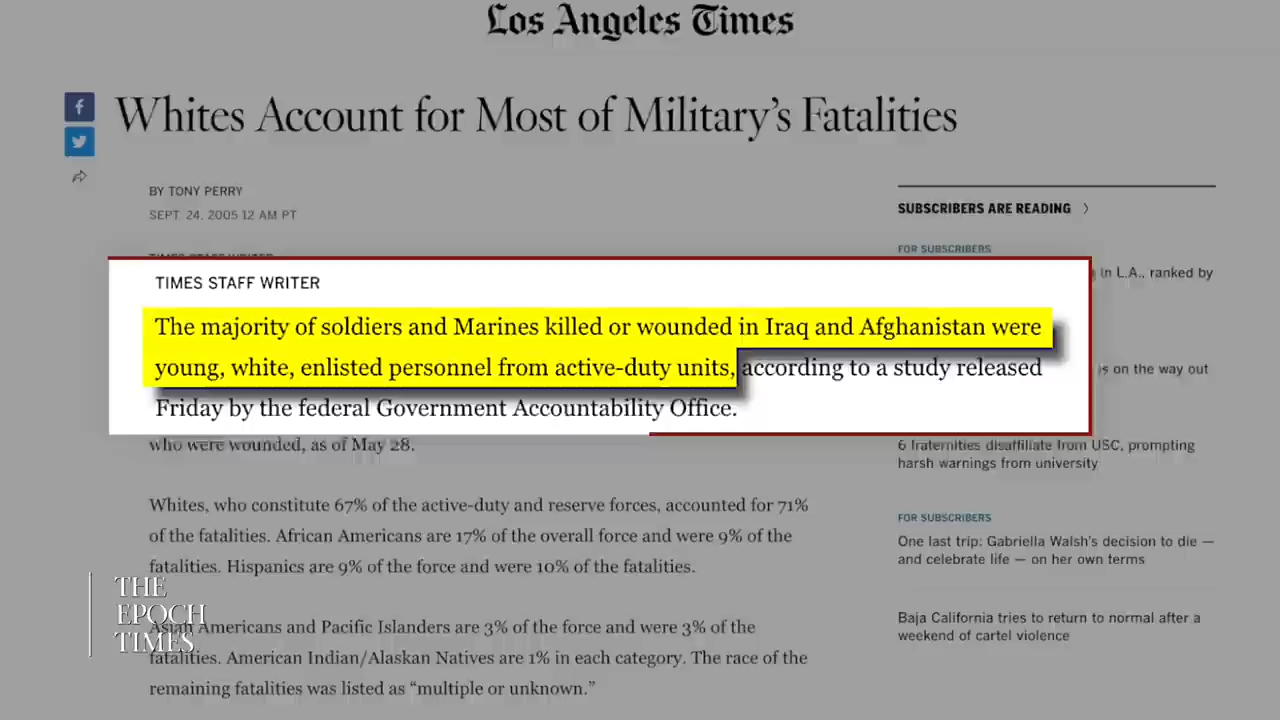 Los Angeles Times
Whites Account for Most of Military's Fatalities
BY TONY PERRY
SEPT. 24, 2005 12 AM PT
TIMES STAFF WRITER
The majority of soldiers and Marines killed or wounded in Iraq and Afghanistan were
young, white, enlisted personnel from active-duty units, according to a study released
Friday by the federal Government Accountability Office.
who were wounded, as of May 28.
Whites, who constitute 67% of the active-duty and reserve forces, accounted for 71%
of the fatalities. African Americans are 17% of the overall force and were 9% of the
fatalities. Hispanics are 9% of the force and were 10% of the fatalities.
Asian Americans and Pacific Islanders are 3% of the force and were 3% of the
fatalities. American Indian/Alaskan Natives are 1% in each category. The race of the
remaining fatalities was listed as “multiple or unknown.”
SUBSCRIBERS ARE READING
FOR SUBSCRIBERS
in L.A., ranked by
on the way out
6 fraternities disaffiliate from USC, prompting
harsh warnings from university
FOR SUBSCRIBERS
One last trip: Gabriella Walsh's decision to die —
and celebrate life — on her own terms
Baja California tries to return to normal after a
weekend of cartel violence
THE
EPOCH
TIMES